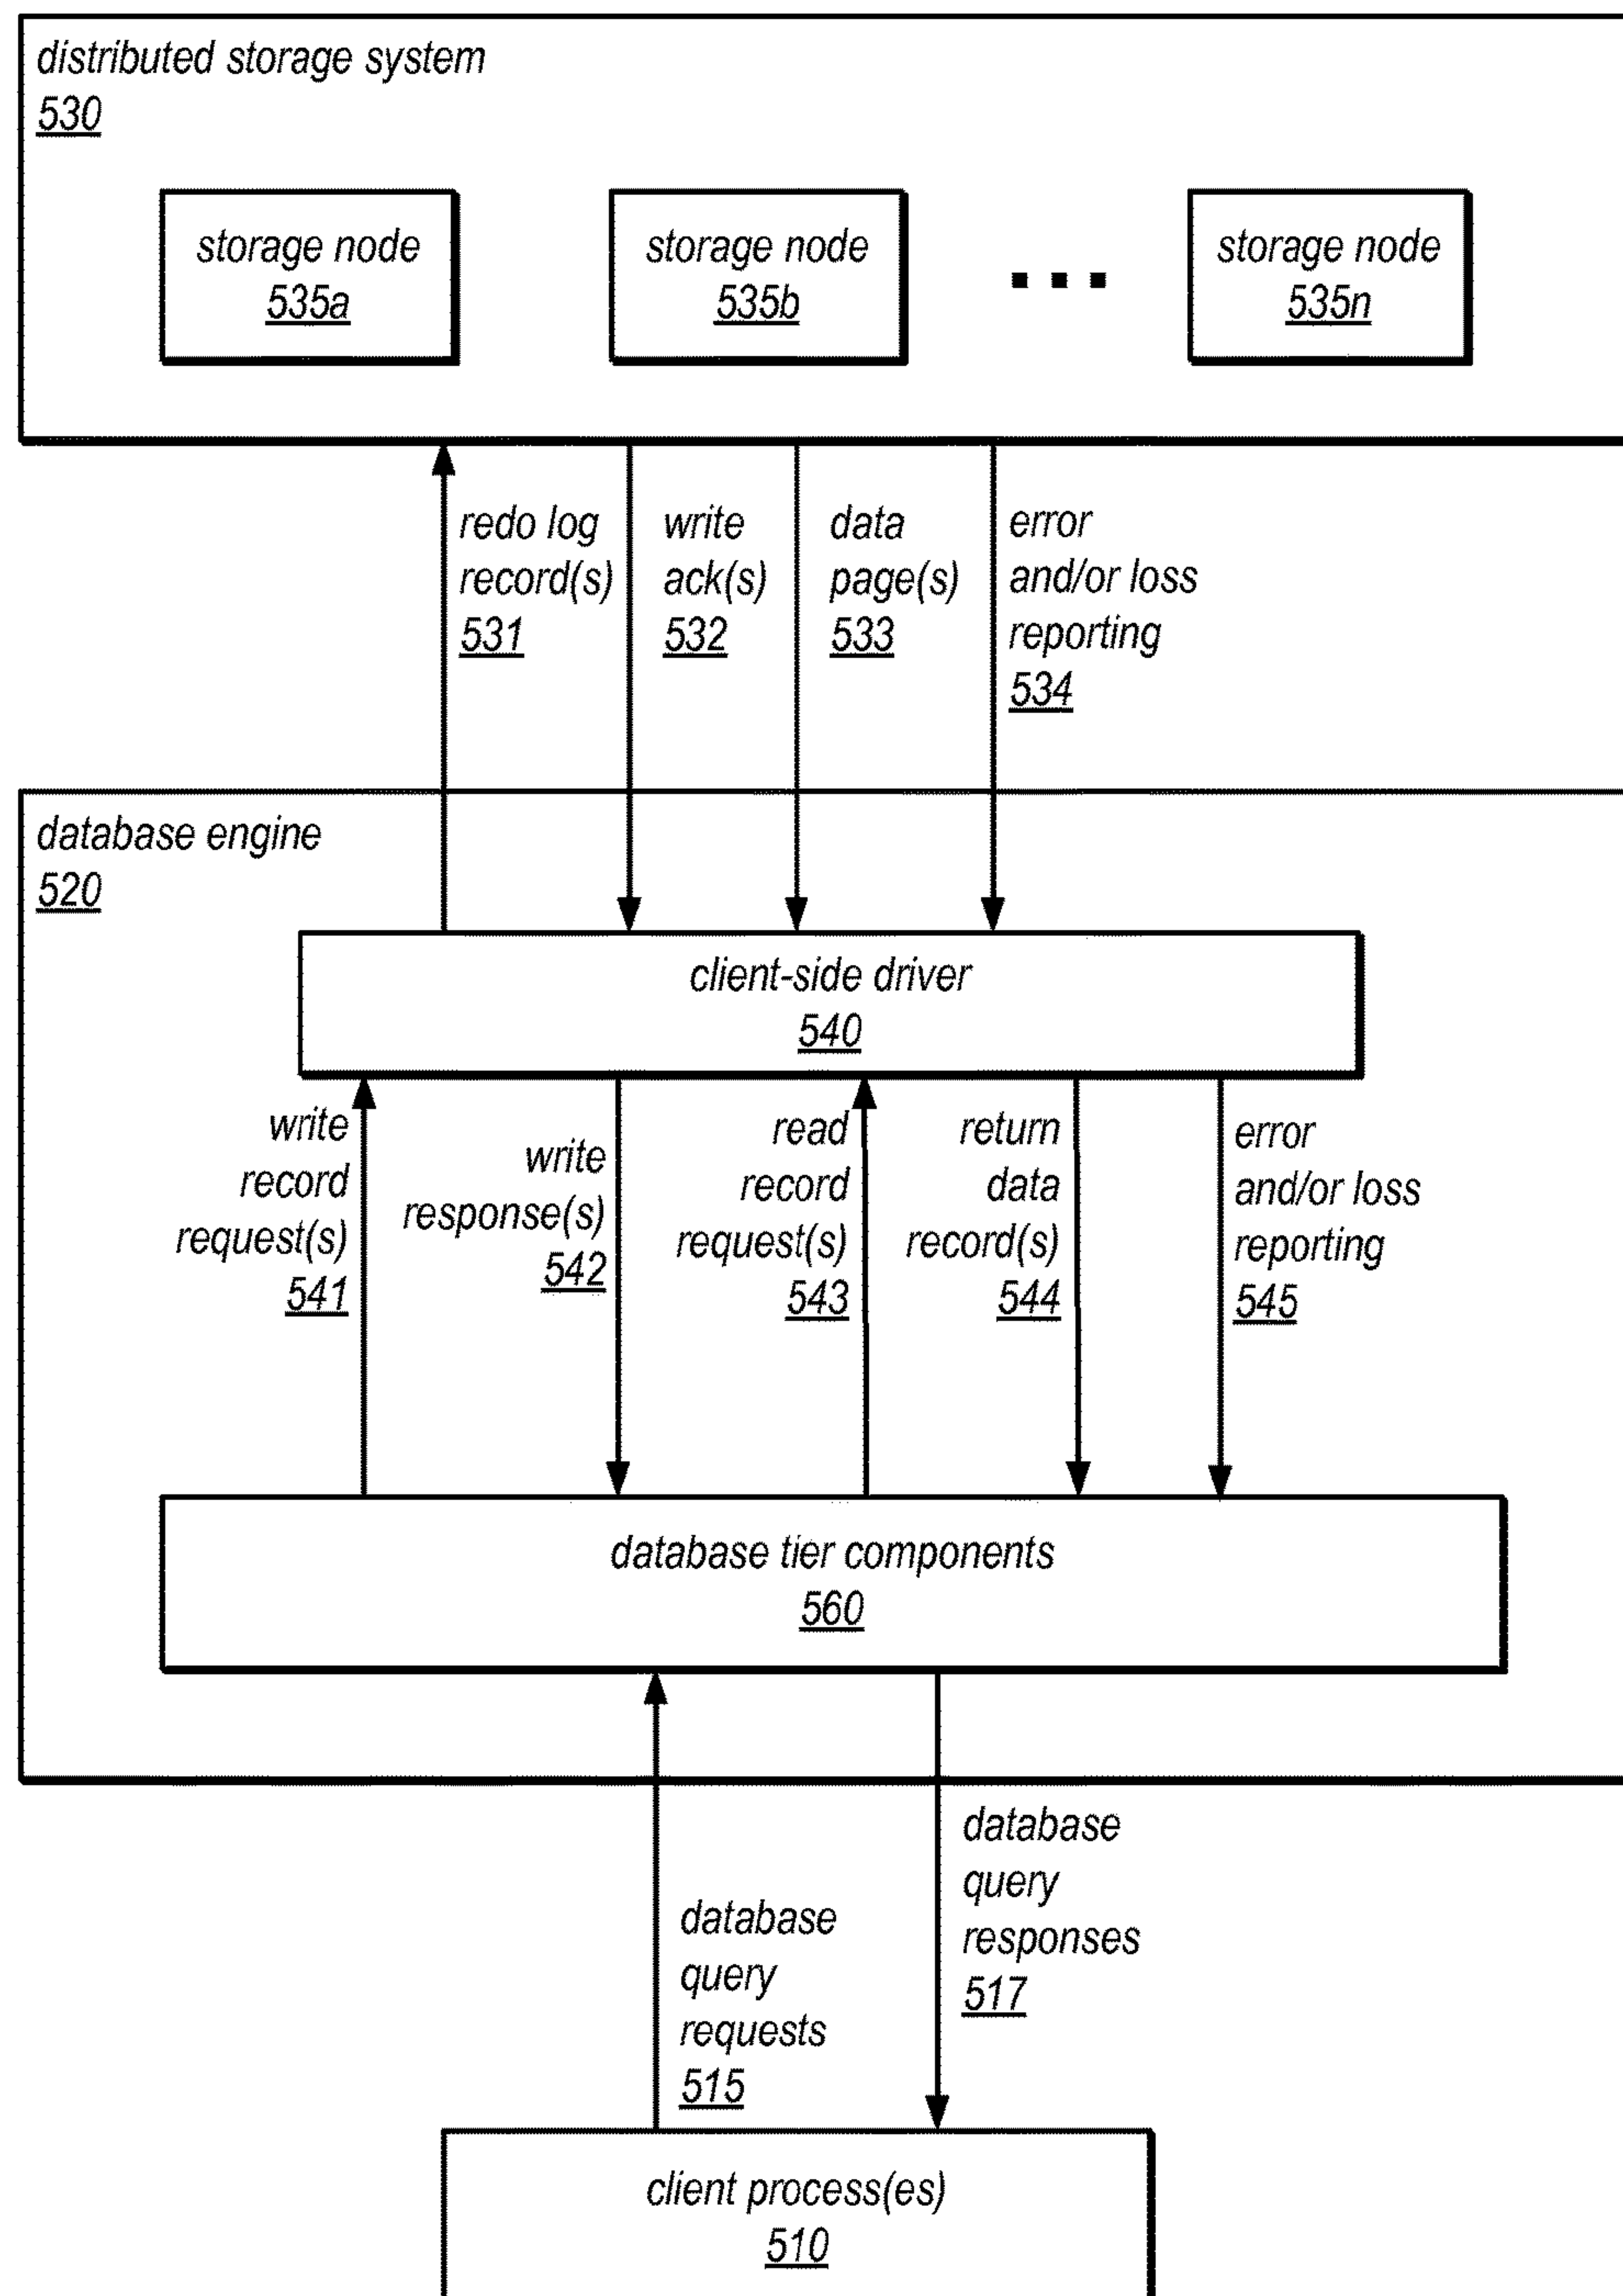 distributed storage system
530
storage node
535a
storage node
535b
storage node
535n
redo log
record(s)
531
write
ack(s)
532
data
page(s)
533
error
and/or loss
reporting
534
database engine
520
client-side driver
540
write
record
request(s)
541
write
response(s)
542
read
record
request(s)
543
return
data
record(s)
544
error
and/or loss
reporting
545
database tier components
560
database
query
requests
515
database
query
responses
517
client process(es)
510